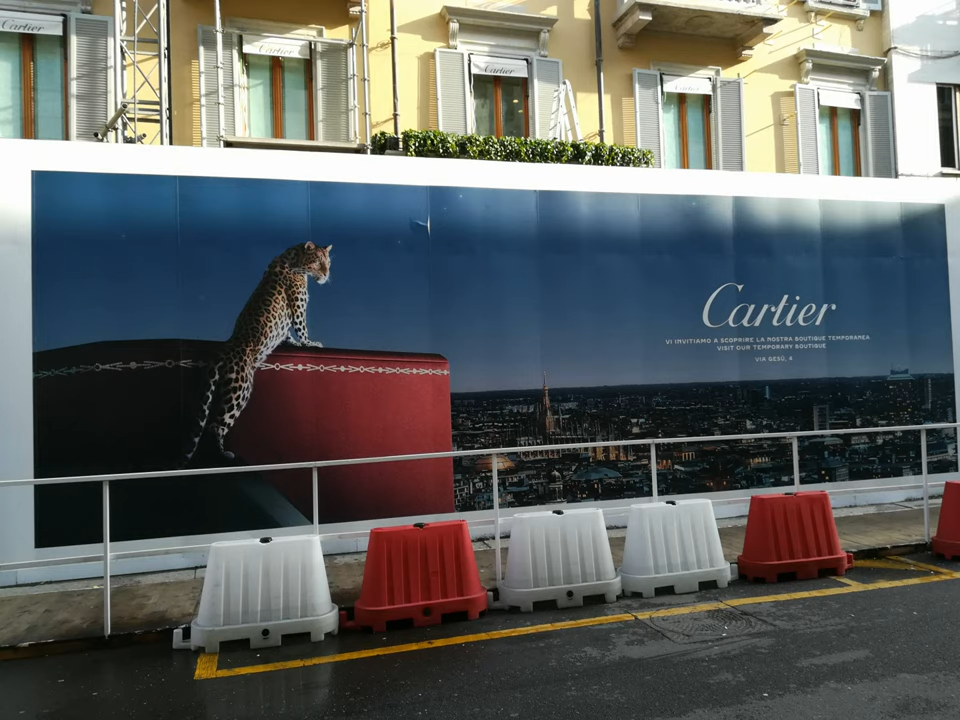 Cartier
Cartier
Cartier
Cartier
Cartier
Cartier
VI INVITIAMO A SCOPRIRE LA NOSTRA BOUTIQUE TEMPORANEA
VISIT OUR TEMPORARY BOUTIQUE
VIA GESÙ, 4